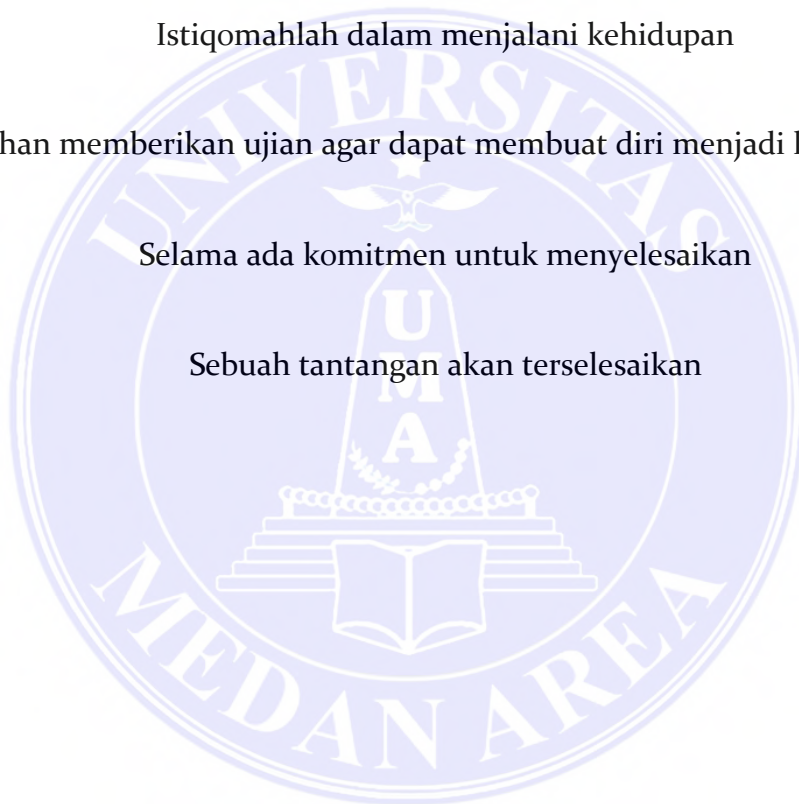 Istiqomahlah dalam menjalani kehidupan
memberikan ujian agar dapat membuat diri menjadi
Selama ada komitmen untuk menyelesaikan
Sebuah tantangan akan terselesaikan
UNIVERSITAS
UMA
MEDAN AREA